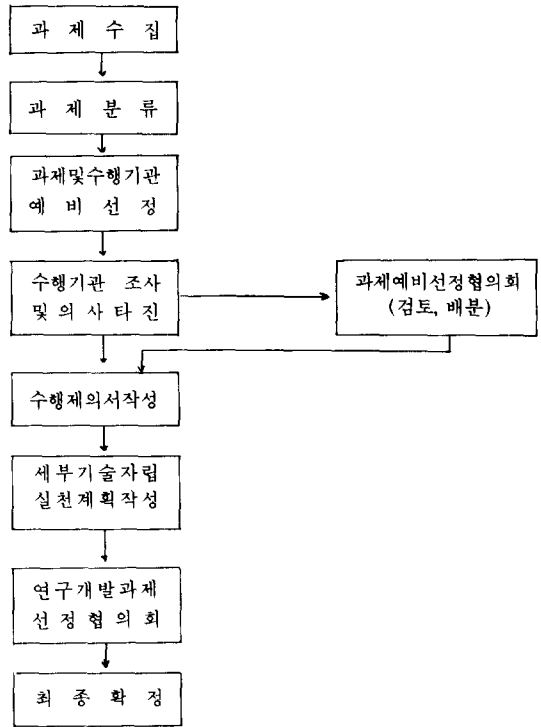 과 제 수 집
과 제 분 류
과제및수행기관
예 비 선 정
수행기관 조사
및 의 사 타 진
과제예비선정협의회
(검토, 배분)
수행제의서작성
세 부 기 술 자 립
실 천 계 획 작 성
연 구 개 발 과 제
선 정 협 의 회
최 종 확 정